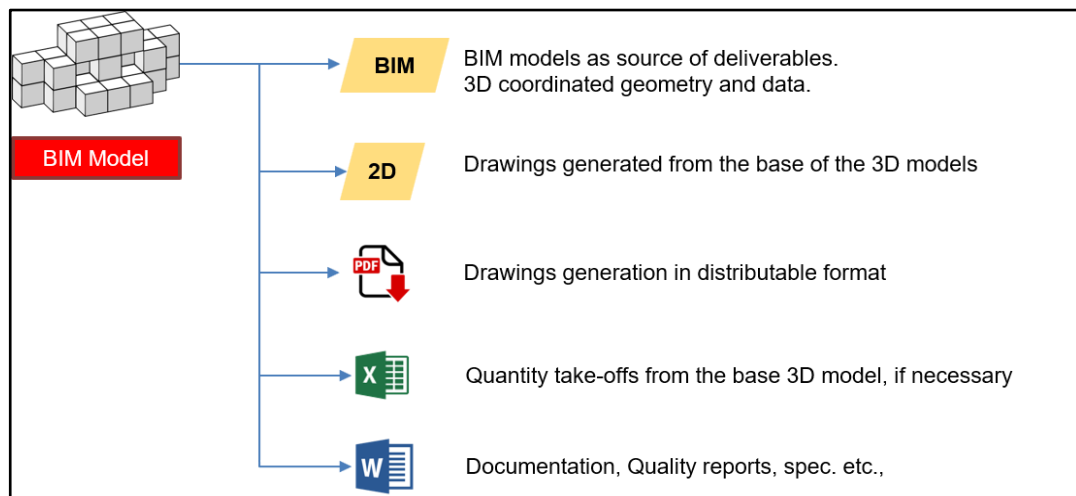 BIM Model
BIM
BIM models as source of deliverables.
3D coordinated geometry and data.
2D
Drawings generated from the base of the 3D models
PDF
Drawings generation in distributable format
X
Quantity take-offs from the base 3D model, if necessary
W
Documentation, Quality reports, spec. etc.,